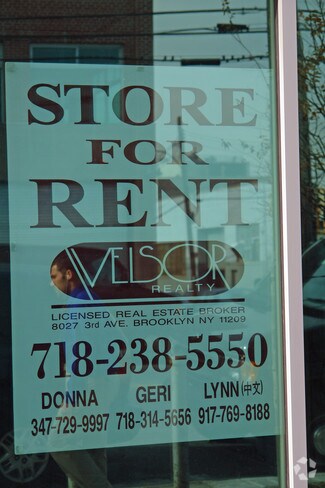 STORE
FOR
RENT
VELSOR
REALTY
LICENSED REAL ESTATE BROKER
8027 3rd AVE. BROOKLYN NY 11209
718-238-5550
DONNA GERI LYNN(中文)
347-729-9997 718-314-5656 917-769-8188